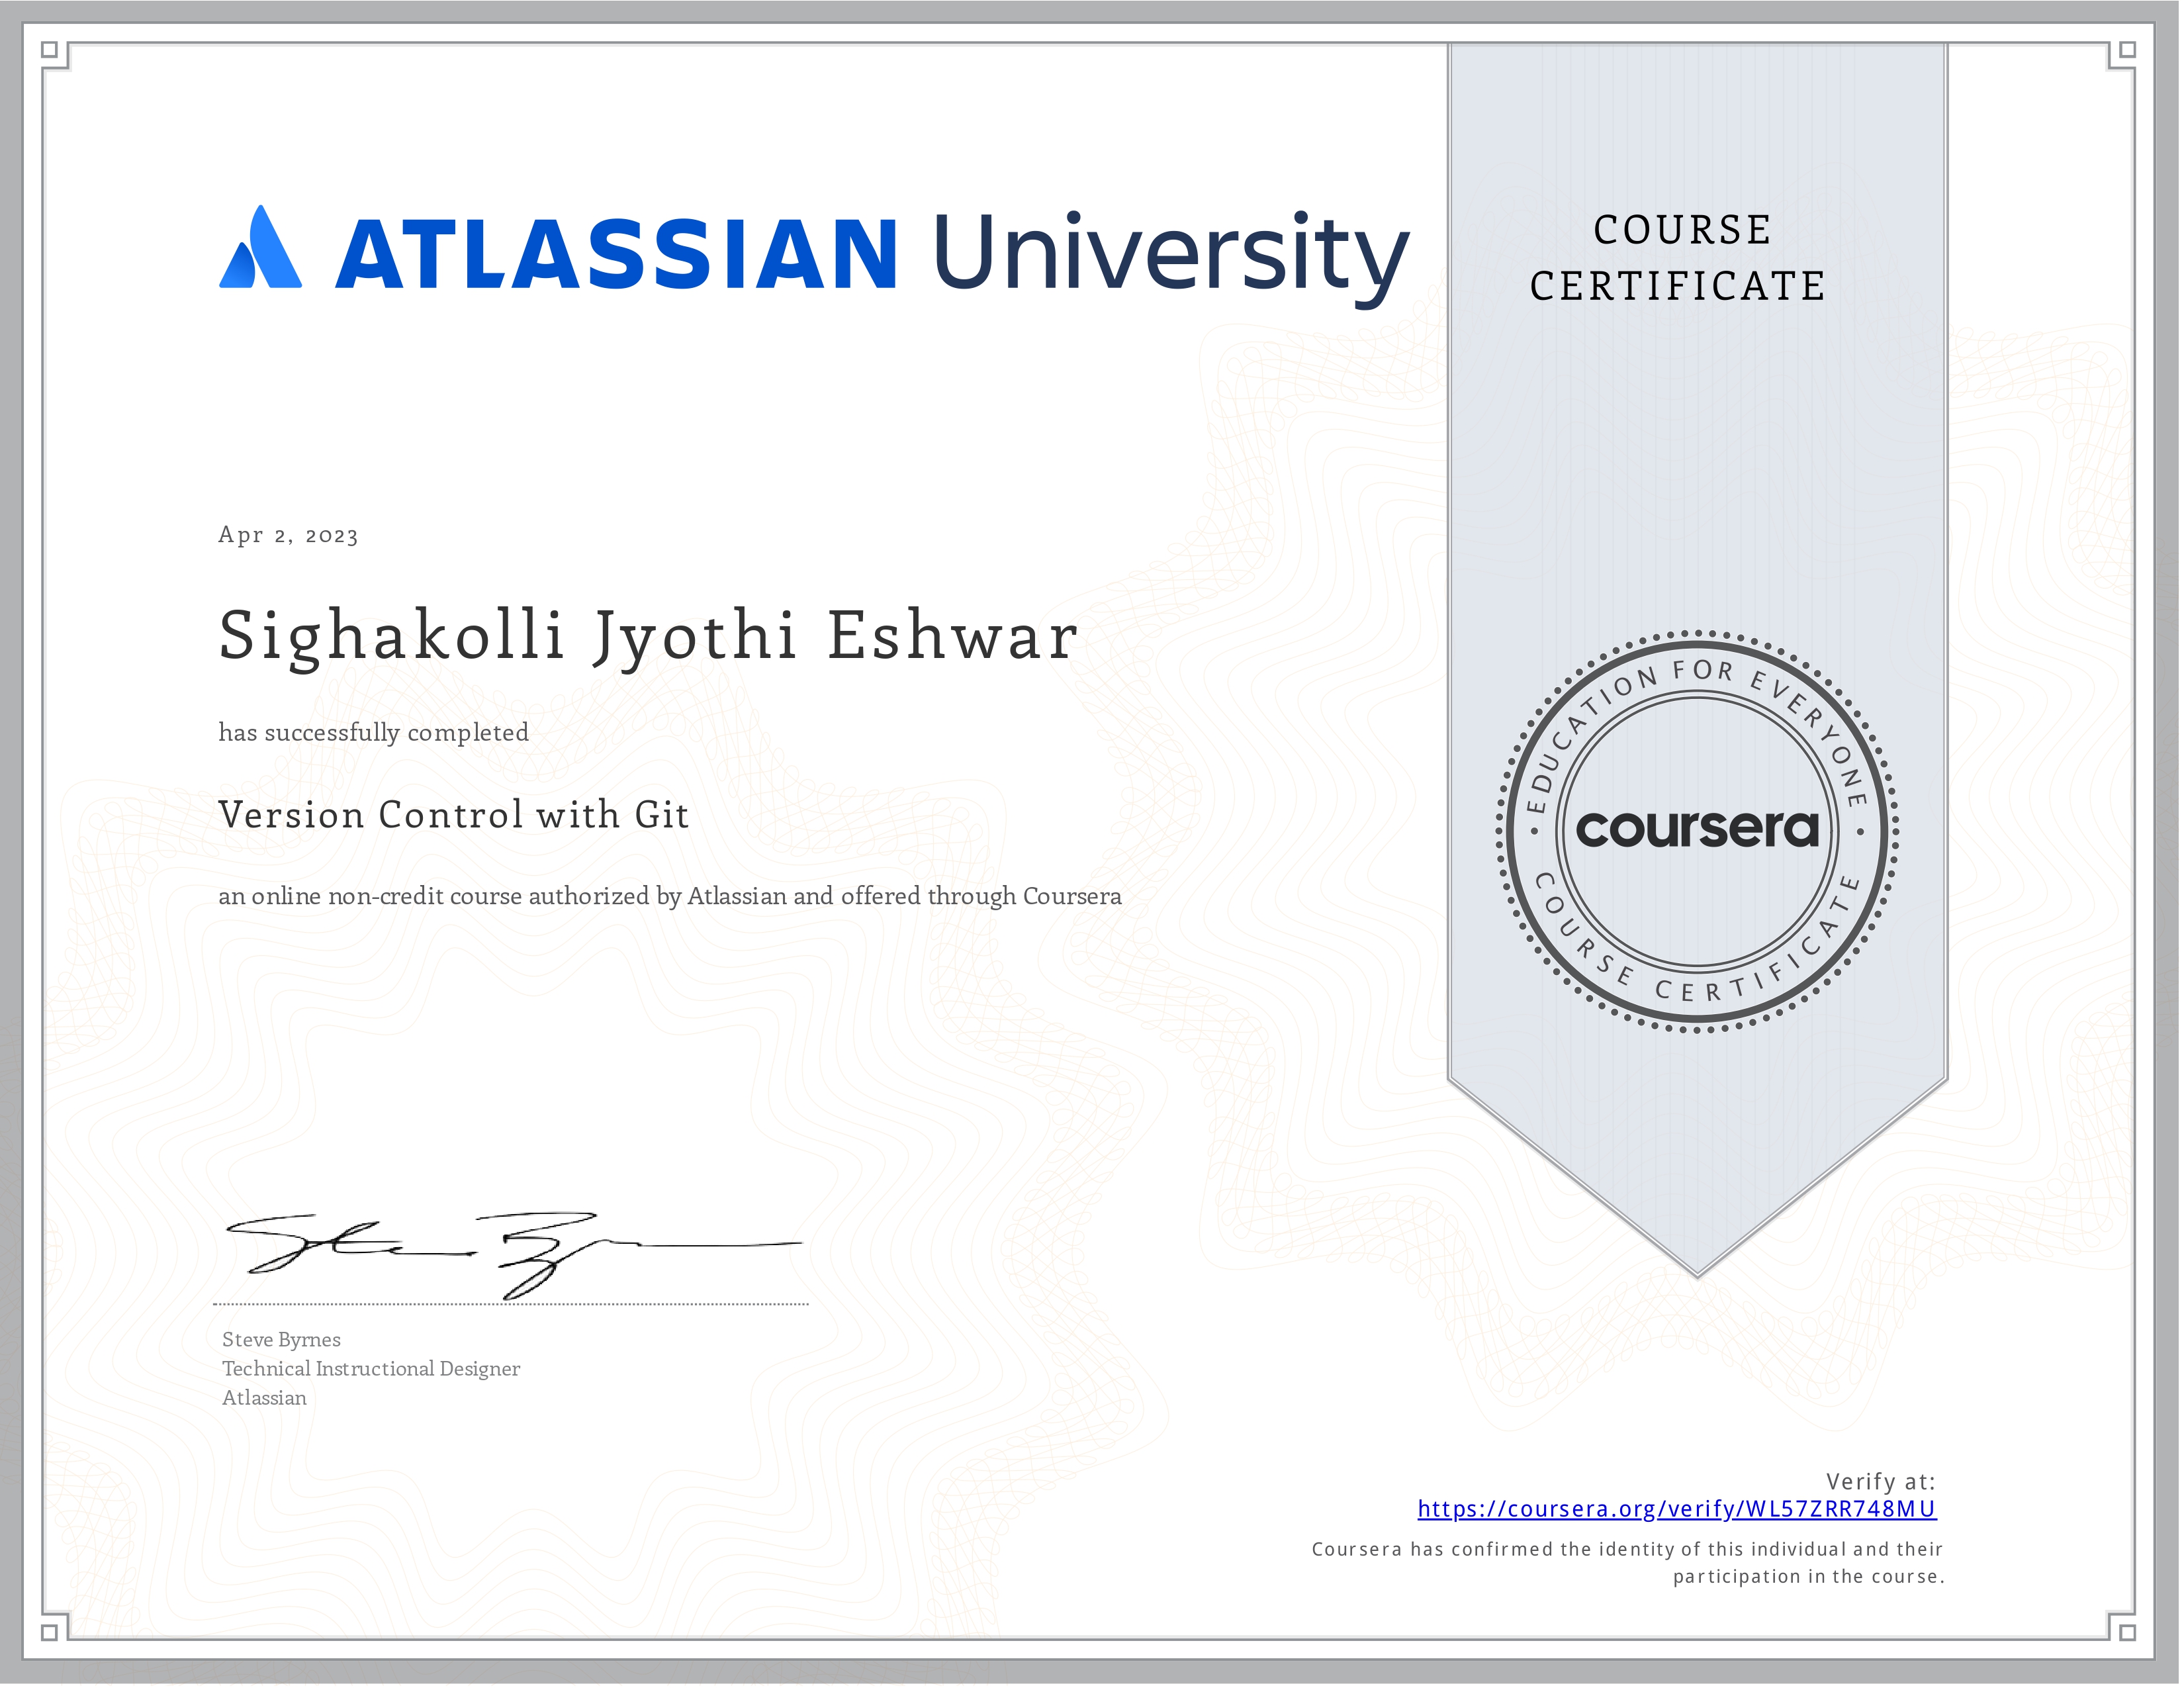 ATLASSIAN University
COURSE
CERTIFICATE
Apr 2, 2023
Sighakolli Jyothi Eshwar
has successfully completed
Version Control with Git
an online non-credit course authorized by Atlassian and offered through Coursera
EDUCATION FOR EVERYONE
coursera
COURSE CERTIFICATE
Steve Byrnes
Technical Instructional Designer
Atlassian
Verify at:
https://coursera.org/verify/WL57ZRR748MU
Coursera has confirmed the identity of this individual and their
participation in the course.